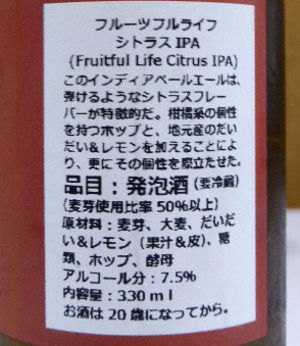 フルーツフルライフ
シトラス IPA
(Fruitful Life Citrus IPA)
このインディアペールエールは、
弾けるようなシトラスフレー
バーが特徴的だ。柑橘系の個性
を持つホップと、地元産のだい
だい&レモンを加えることによ
り、更にその個性を際立たせた。
品目：発泡酒 (要冷蔵)
(麦芽使用比率 50%以上)
原材料：麦芽、大麦、だいだ
い&レモン（果汁&皮）、糖
類、ホップ、酵母
アルコール分：7.5%
内容量：330 ml
お酒は 20 歳になってから。